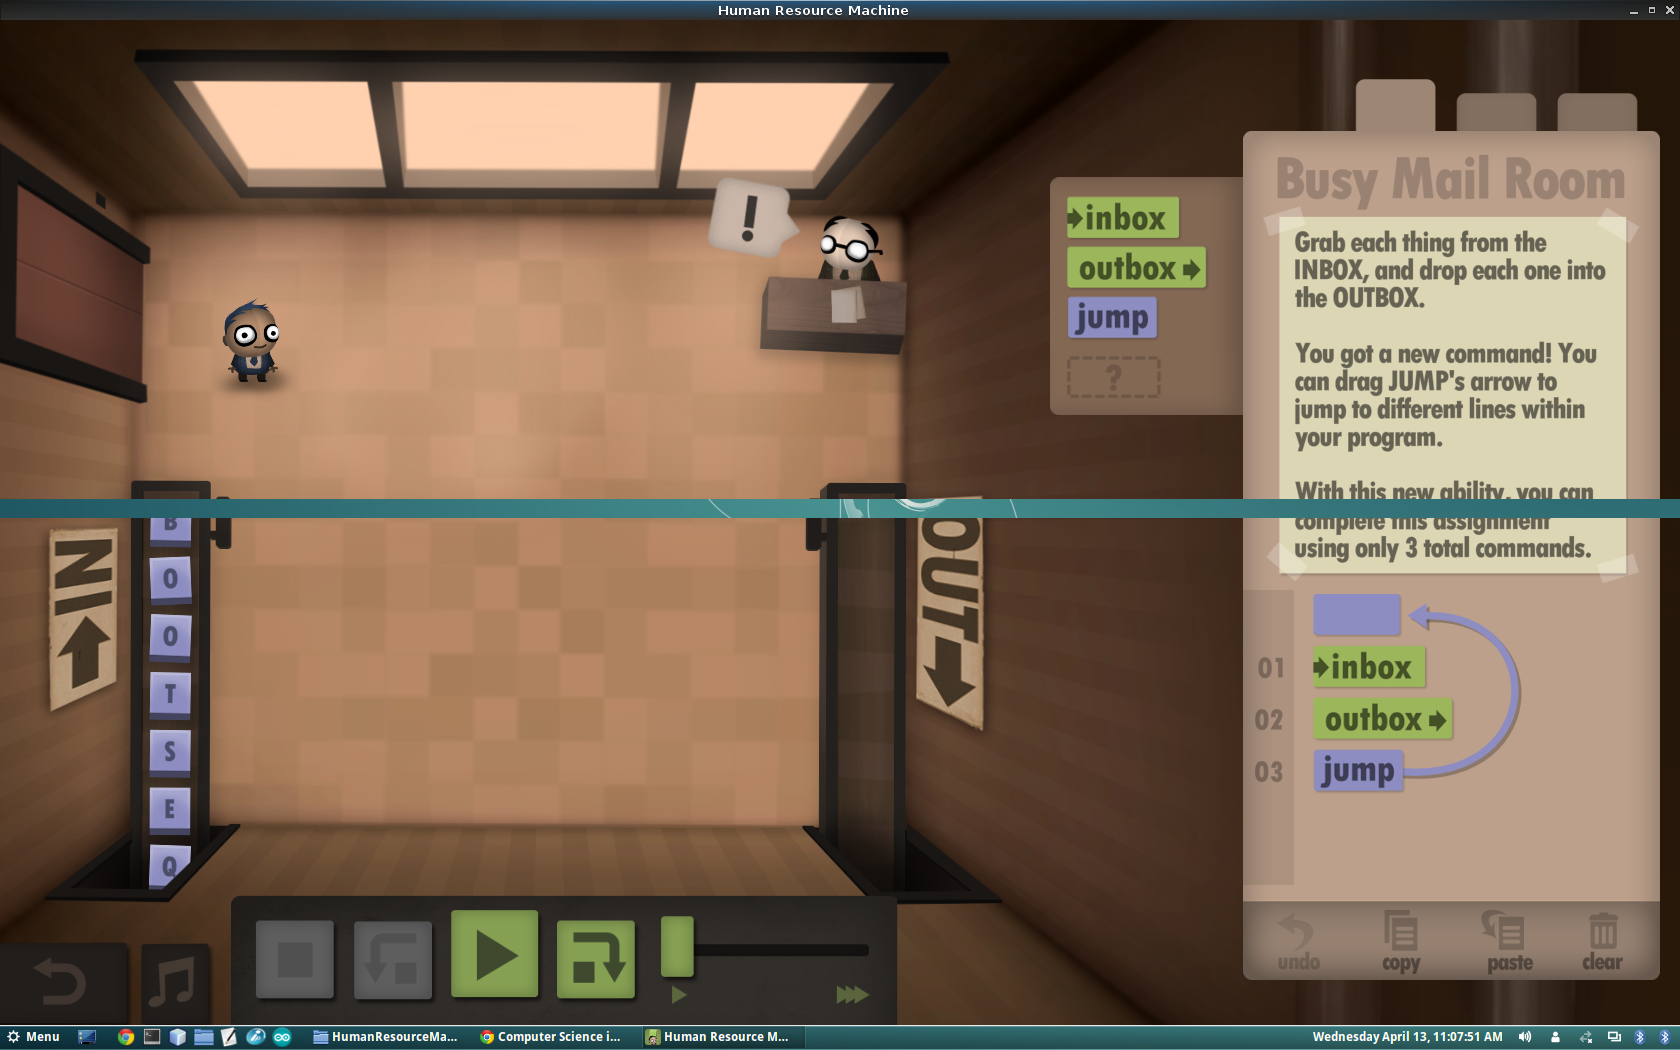 Human Resource Machine
Busy Mail Room
Grab each thing from the
INBOX, and drop each one into
the OUTBOX.
You got a new command! You
can drag JUMP's arrow to
jump to different lines within
your program.
With this new ability, you can
complete this assignment
using only 3 total commands.
inbox
outbox
jump
?
!
IN
B
O
O
T
S
E
Q
OUT
01 inbox
02 outbox
03 jump
undo copy paste clear
Menu
HumanResourceMa...
Computer Science i...
Human Resource M...
Wednesday April 13, 11:07:51 AM